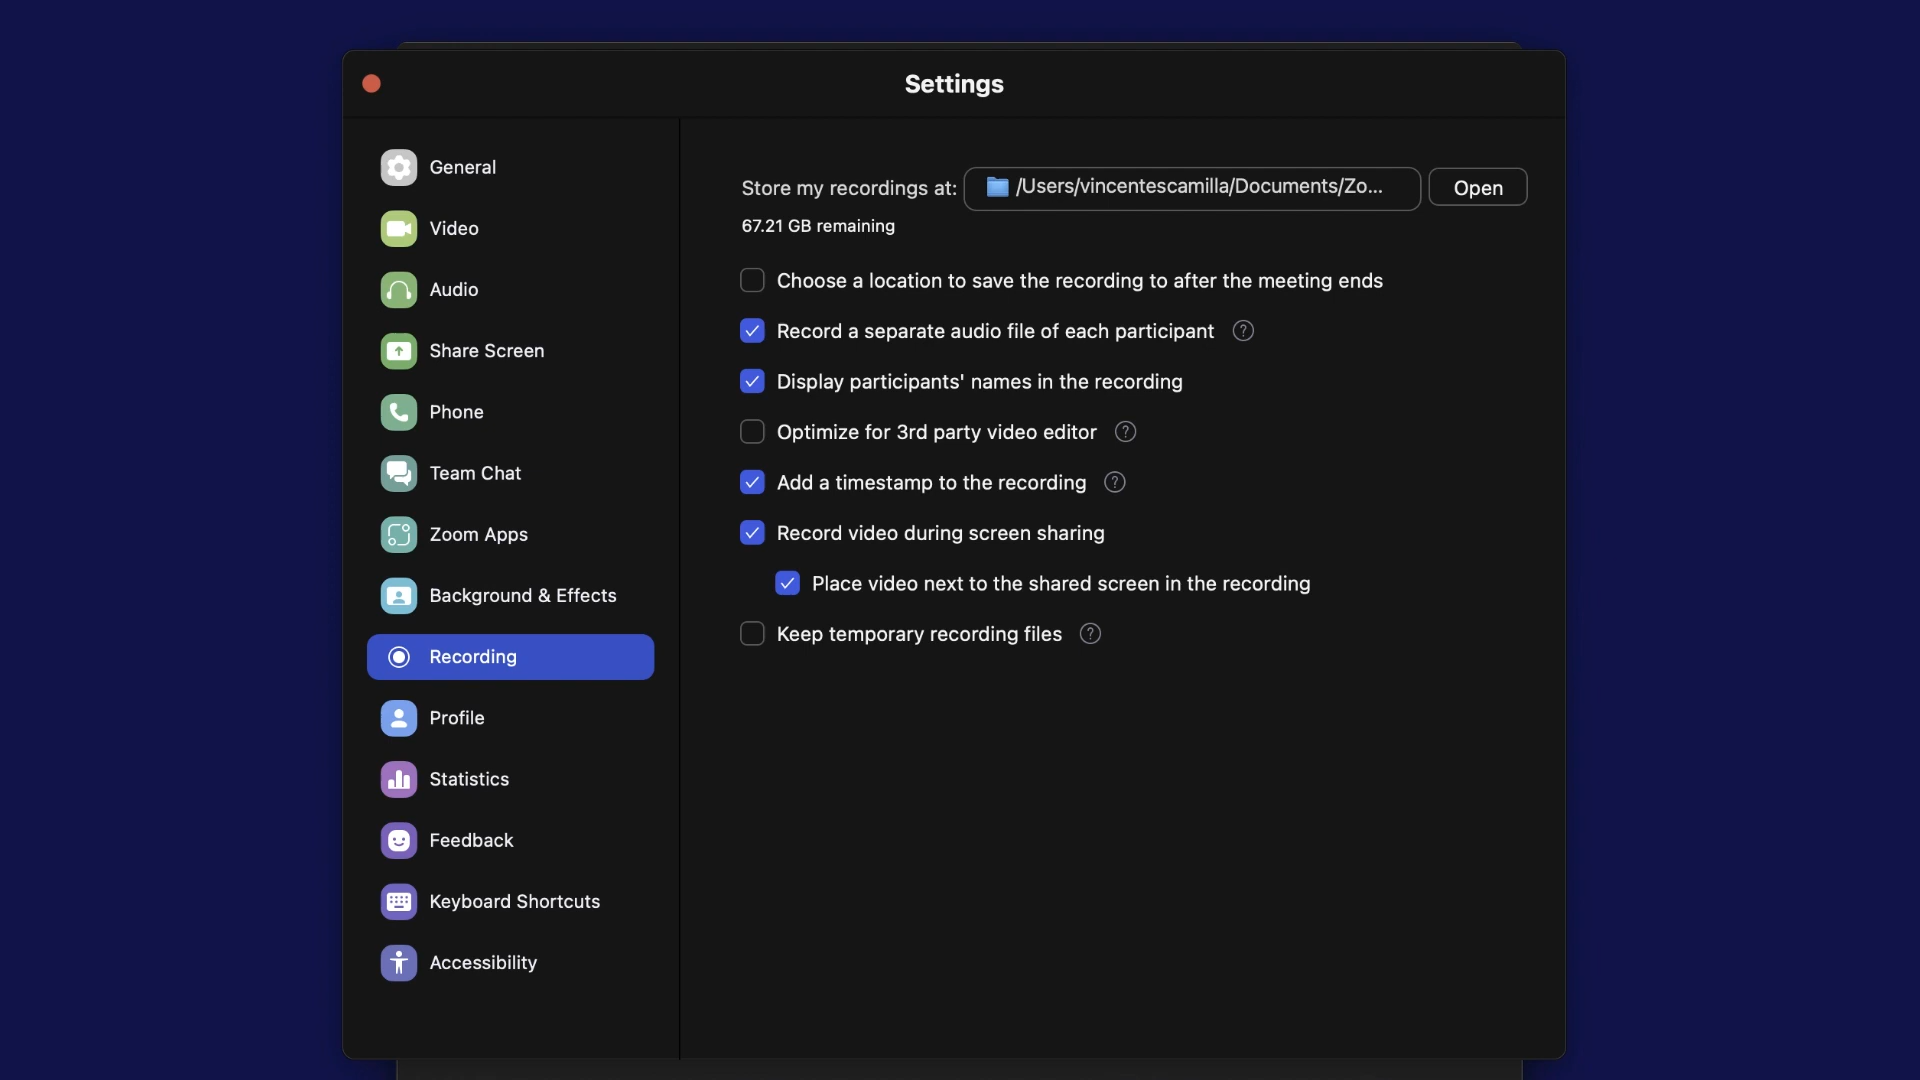 Settings
General
Video
Audio
Share Screen
Phone
Team Chat
Zoom Apps
Background & Effects
Recording
Profile
Statistics
Feedback
Keyboard Shortcuts
Accessibility
Store my recordings at: /Users/vincentescamilla/Documents/Zo... Open
67.21 GB remaining
Choose a location to save the recording to after the meeting ends
Record a separate audio file of each participant ?
Display participants' names in the recording
Optimize for 3rd party video editor ?
Add a timestamp to the recording ?
Record video during screen sharing
Place video next to the shared screen in the recording
Keep temporary recording files ?